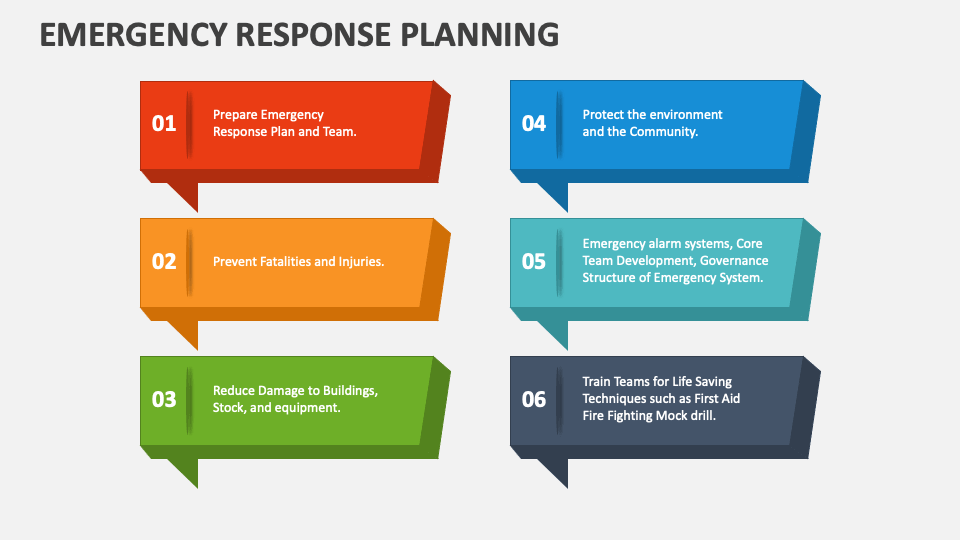 EMERGENCY RESPONSE PLANNING
01
Prepare Emergency
Response Plan and Team.
02
Prevent Fatalities and Injuries.
03
Reduce Damage to Buildings,
Stock, and equipment.
04
Protect the environment
and the Community.
05
Emergency alarm systems, Core
Team Development, Governance
Structure of Emergency System.
06
Train Teams for Life Saving
Techniques such as First Aid
Fire Fighting Mock drill.